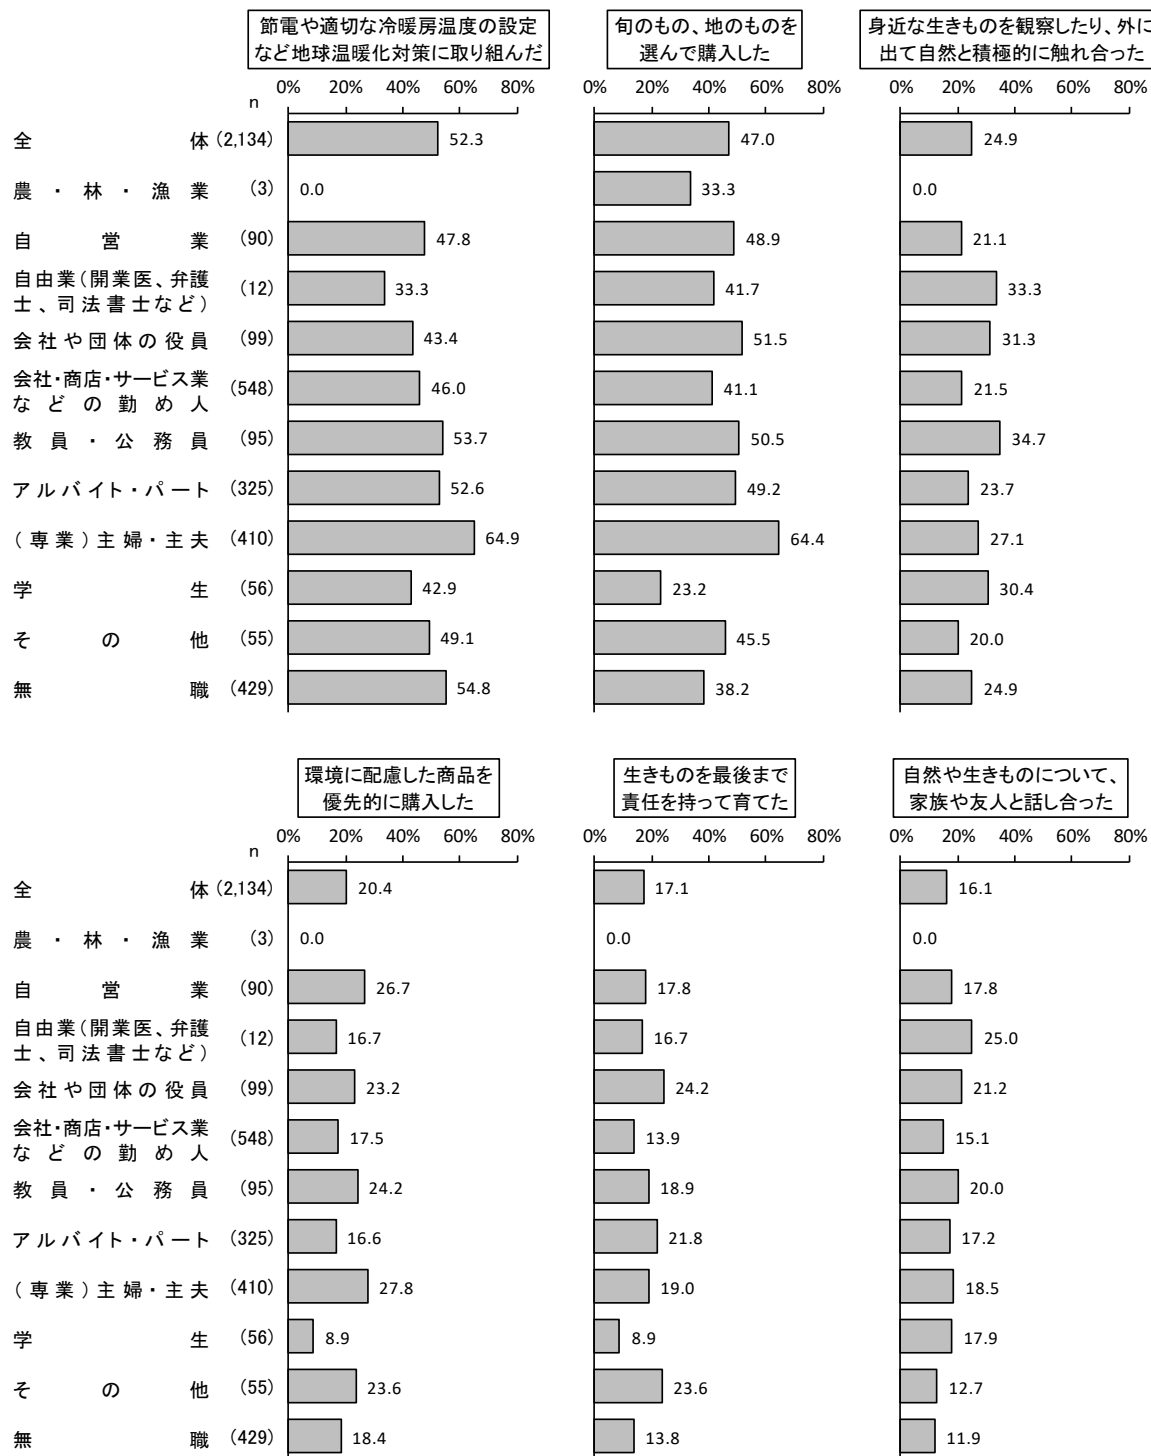 節電や適切な冷暖房温度の設定
など地球温暖化対策に取り組んだ
旬のもの、地のものを
選んで購入した
身近な生きものを観察したり、外に
出て自然と積極的に触れ合った
n 0% 20% 40% 60% 80% 0% 20% 40% 60% 80% 0% 20% 40% 60% 80%
全体 (2,134) 52.3 47.0 24.9
農・林・漁業 (3) 0.0 33.3 0.0
自営業 (90) 47.8 48.9 21.1
自由業(開業医、弁護
士、司法書士など) (12) 33.3 41.7 33.3
会社や団体の役員 (99) 43.4 51.5 31.3
会社・商店・サービス業
などの勤め人 (548) 46.0 41.1 21.5
教員・公務員 (95) 53.7 50.5 34.7
アルバイト・パート (325) 52.6 49.2 23.7
(専業)主婦・主夫 (410) 64.9 64.4 27.1
学生 (56) 42.9 23.2 30.4
その他 (55) 49.1 45.5 20.0
無職 (429) 54.8 38.2 24.9
環境に配慮した商品を
優先的に購入した
生きものを最後まで
責任を持って育てた
自然や生きものについて、
家族や友人と話し合った
n 0% 20% 40% 60% 80% 0% 20% 40% 60% 80% 0% 20% 40% 60% 80%
全体 (2,134) 20.4 17.1 16.1
農・林・漁業 (3) 0.0 0.0 0.0
自営業 (90) 26.7 17.8 17.8
自由業(開業医、弁護
士、司法書士など) (12) 16.7 16.7 25.0
会社や団体の役員 (99) 23.2 24.2 21.2
会社・商店・サービス業
などの勤め人 (548) 17.5 13.9 15.1
教員・公務員 (95) 24.2 18.9 20.0
アルバイト・パート (325) 16.6 21.8 17.2
(専業)主婦・主夫 (410) 27.8 19.0 18.5
学生 (56) 8.9 8.9 17.9
その他 (55) 23.6 23.6 12.7
無職 (429) 18.4 13.8 11.9